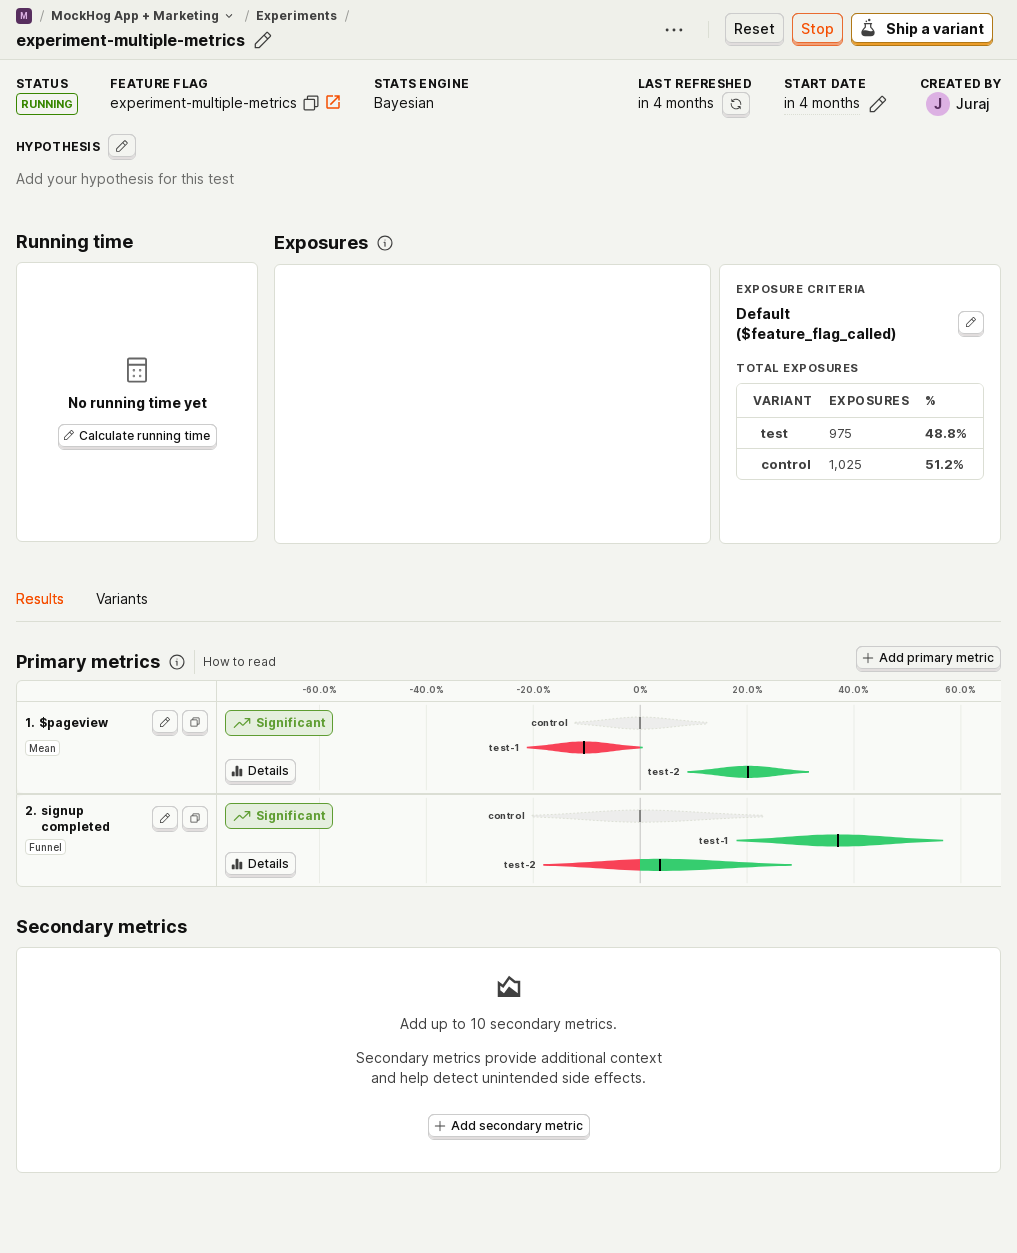 M / MockHog App + Marketing / Experiments /
experiment-multiple-metrics
Reset Stop Ship a variant
STATUS FEATURE FLAG STATS ENGINE LAST REFRESHED START DATE CREATED BY
RUNNING experiment-multiple-metrics Bayesian in 4 months in 4 months J Juraj
HYPOTHESIS
Add your hypothesis for this test
Running time
No running time yet
Calculate running time
Exposures
EXPOSURE CRITERIA
Default
($feature_flag_called)
TOTAL EXPOSURES
VARIANT EXPOSURES %
test 975 48.8%
control 1,025 51.2%
Results Variants
Primary metrics How to read Add primary metric
-60.0% -40.0% -20.0% 0% 20.0% 40.0% 60.0%
1. $pageview
Mean
Significant
Details
control
test-1
test-2
2. signup
completed
Funnel
Significant
Details
control
test-1
test-2
Secondary metrics
Add up to 10 secondary metrics.
Secondary metrics provide additional context
and help detect unintended side effects.
Add secondary metric